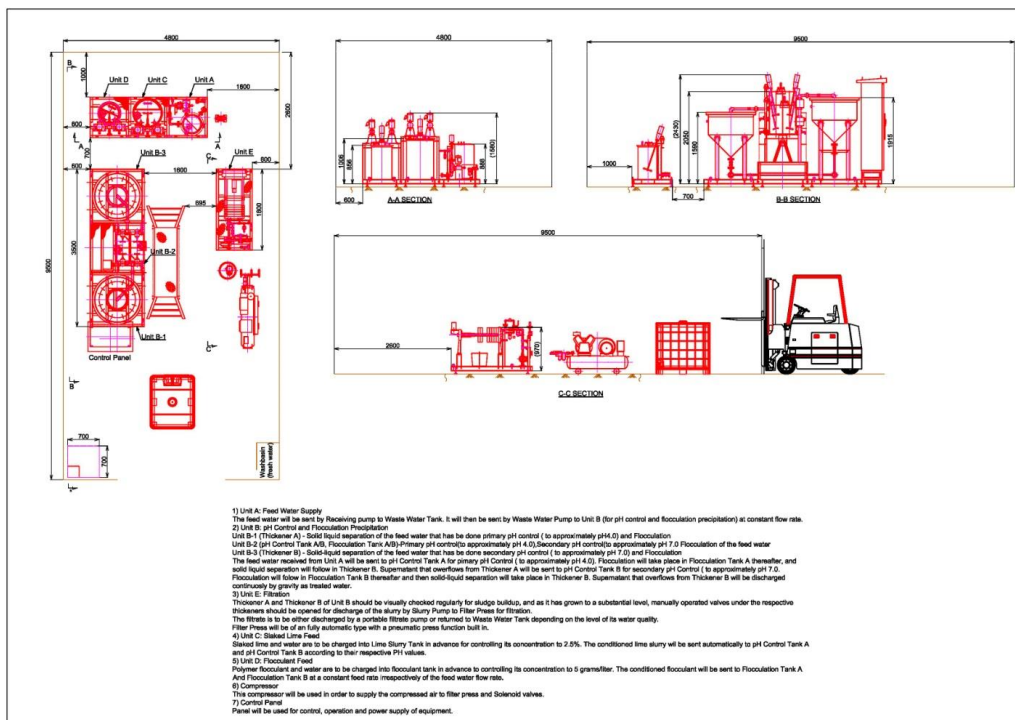 4800
B
1000
Unit D
Unit C
Unit A
1600
2600
600
A
A
700
C
500
Unit B-3
Unit E
600
1600
695
1800
9500
3500
Unit B-2
Unit B-1
Control Panel
C
B
700
700
Washbasin
(fresh water)
4800
1006
856
(1580)
868
600
A-A SECTION
9500
(2430)
2050
1590
1915
1000
700
B-B SECTION
9500
2600
(970)
C-C SECTION
1) Unit A: Feed Water Supply
The feed water will be sent by Receiving pump to Waste Water Tank. It will then be sent by Waste Water Pump to Unit B (for pH control and flocculation precipitation) at constant flow rate.
2) Unit B: pH Control and Flocculation Precipitation
Unit B-1 (Thickener A) - Solid liquid separation of the feed water that has done primary pH control ( to approximately pH4.0) and Flocculation
Unit B-2 (pH Control Tank A/B, Flocculation Tank A/B)-Primary pH control(to approximately pH 4.0),Secondary pH control(to approximately pH 7.0 Flocculation of the feed water
Unit B-3 (Thickener B) - Solid-liquid separation of the feed water that has be done secondary pH control ( to approximately pH 7.0) and Flocculation
The feed water received from Unit A will be sent to pH Control Tank A for pimary pH Control ( to approximately pH 4.0). Flocculation will take place in Flocculation Tank A thereafter, and
solid liquid separation will follow in Thickener A. Supernatant that overflows from Thickener A will be sent to pH Control Tank B for secondary pH Control ( to approximately pH 7.0.
Flocculation will folow in Flocculation Tank B thereafter and then solid-liquid separation will take place in Thickener B. Supernatant that overflows from Thickener B will be discharged
continuosly by gravity as treated water.
3) Unit E: Filtration
Thickener A and Thickener B of Unit B should be visually checked regularly for sludge buildup, and as it has grown to a substantial level, manually operated valves under the respective
thickeners should be opened for discharge of the slurry by Slurry Pump to Filter Press for filtration.
The filtrate is to be either discharged by a portable filtrate pump or returned to Waste Water Tank depending on the level of its water quality.
Filter Press will be of an fully automatic type with a pneumatic press function built in.
4) Unit C: Slaked Lime Feed
Slaked lime and water are to be charged into Lime Slurry Tank in advance for controlling its concentration to 2.5%. The conditioned lime slurry wil be sent automatically to pH Control Tank A
and pH Control Tank B according to their respective PH values.
5) Unit D: Flocculant Feed
Polymer flocculant and water are to be charged into flocculant tank in advance to controlling its concentration to 5 grams/liter. The conditioned flocculant will be sent to Flocculation Tank A
And Flocculation Tank B at a constant feed rate irrespectively of the feed water flow rate.
6) Compressor
This compressor will be used in order to supply the compressed air to filter press and Solenoid valves.
7) Control Panel
Panel will be used for control, operation and power supply of equipment.